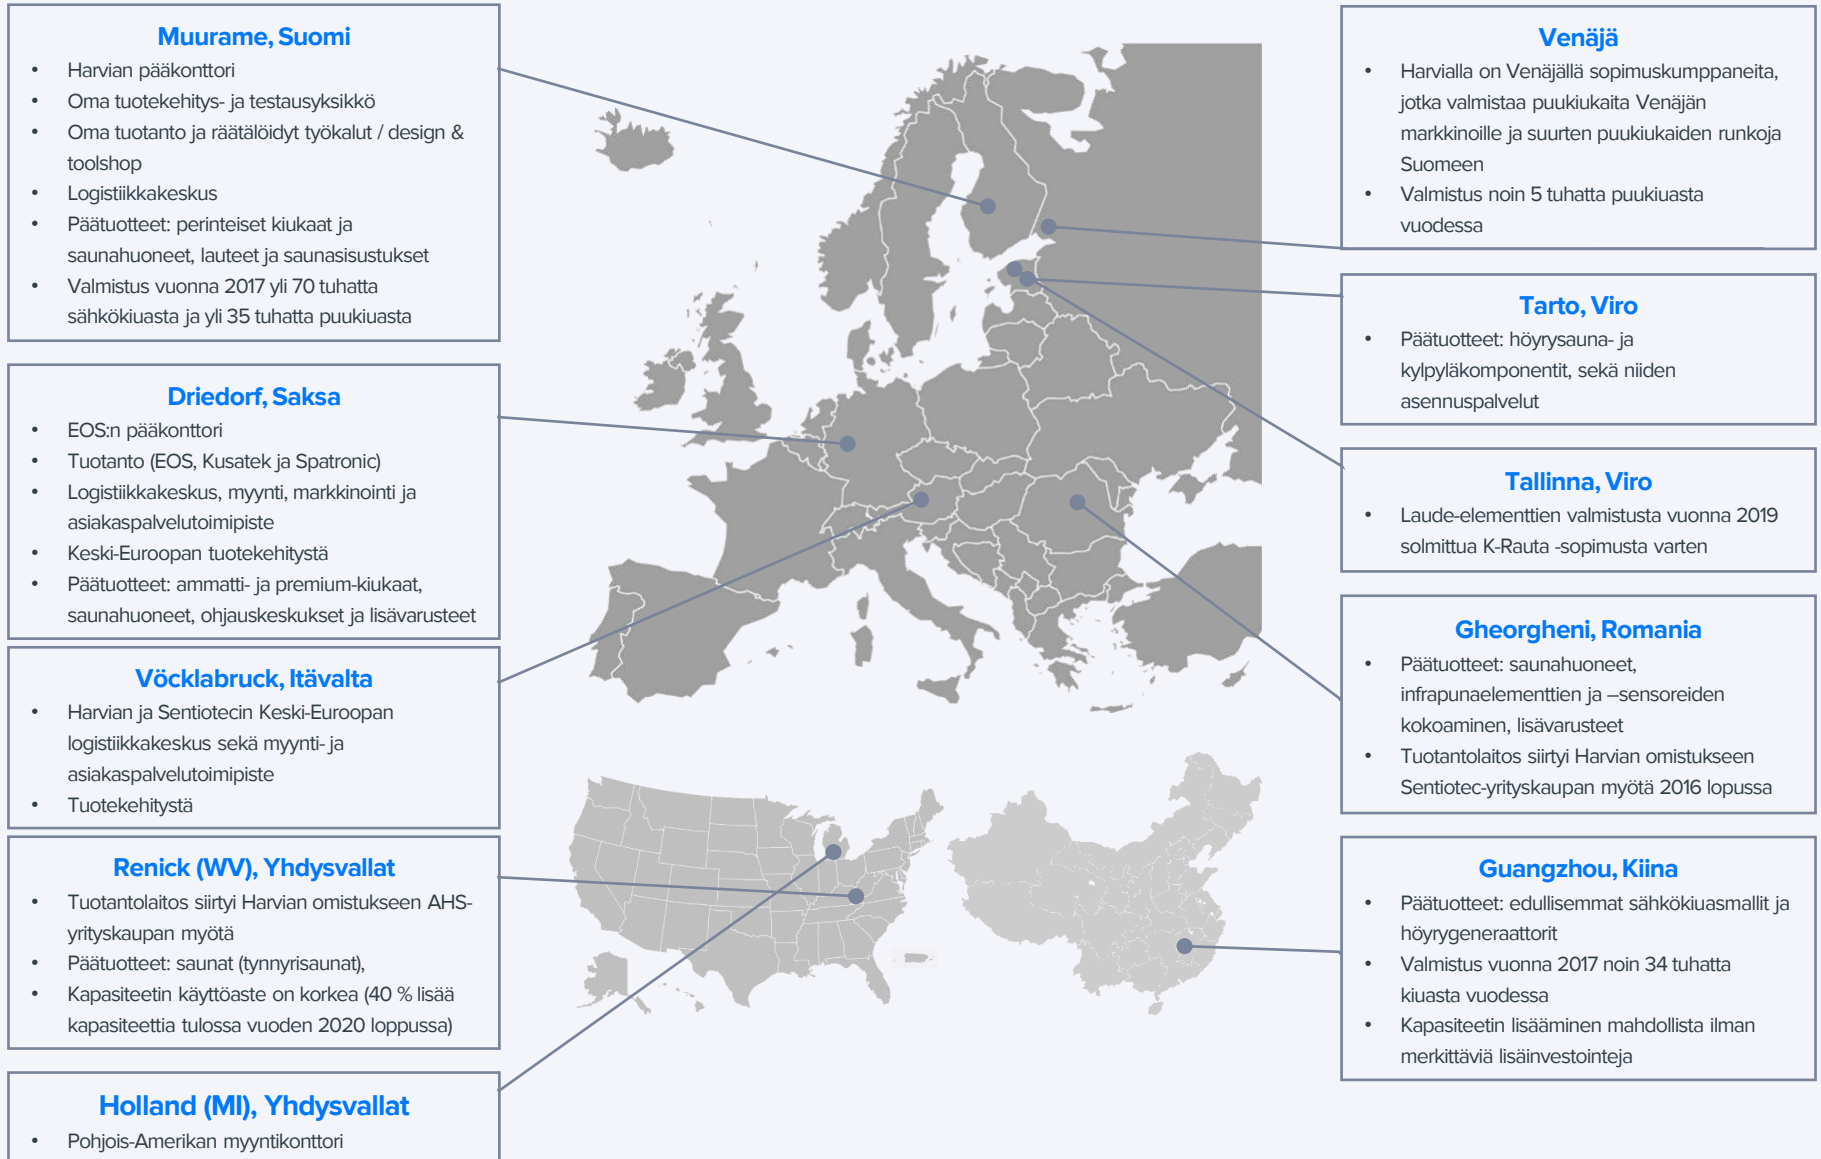 Muurame, Suomi
• Harvian pääkonttori
• Oma tuotekehitys- ja testausyksikkö
• Oma tuotanto ja räätälöidyt työkalut / design &
toolshop
• Logistiikkakeskus
• Päätuotteet: perinteiset kiukaat ja
saunahuoneet, lauteet ja saunasisustukset
• Valmistus vuonna 2017 yli 70 tuhatta
sähkökiuasta ja yli 35 tuhatta puukiuasta
Driedorf, Saksa
• EOS:n pääkonttori
• Tuotanto (EOS, Kusatek ja Spatronic)
• Logistiikkakeskus, myynti, markkinointi ja
asiakaspalvelutoimipiste
• Keski-Euroopan tuotekehitystä
• Päätuotteet: ammatti- ja premium-kiukaat,
saunahuoneet, ohjauskeskukset ja lisävarusteet
Vöcklabruck, Itävalta
• Harvian ja Sentiotecin Keski-Euroopan
logistiikkakeskus sekä myynti- ja
asiakaspalvelutoimipiste
• Tuotekehitystä
Renick (WV), Yhdysvallat
• Tuotantolaitos siirtyi Harvian omistukseen AHS-
yrityskaupan myötä
• Päätuotteet: saunat (tynnyrisaunat),
• Kapasiteetin käyttöaste on korkea (40 % lisää
kapasiteettia tulossa vuoden 2020 loppussa)
Holland (MI), Yhdysvallat
• Pohjois-Amerikan myyntikonttori
Venäjä
• Harvialla on Venäjällä sopimuskumppaneita,
jotka valmistaa puukiukaita Venäjän
markkinoille ja suurten puukiukaiden runkoja
Suomeen
• Valmistus noin 5 tuhatta puukiuasta
vuodessa
Tarto, Viro
• Päätuotteet: höyrysauna- ja
kylpyläkomponentit, sekä niiden
asennuspalvelut
Tallinna, Viro
• Laude-elementtien valmistusta vuonna 2019
solmittua K-Rauta -sopimusta varten
Gheorgheni, Romania
• Päätuotteet: saunahuoneet,
infrapunaelementtien ja –sensoreiden
kokoaminen, lisävarusteet
• Tuotantolaitos siirtyi Harvian omistukseen
Sentiotec-yrityskaupan myötä 2016 lopussa
Guangzhou, Kiina
• Päätuotteet: edullisemmat sähkökiuasmallit ja
höyrygeneraattorit
• Valmistus vuonna 2017 noin 34 tuhatta
kiuasta vuodessa
• Kapasiteetin lisääminen mahdollista ilman
merkittäviä lisäinvestointeja